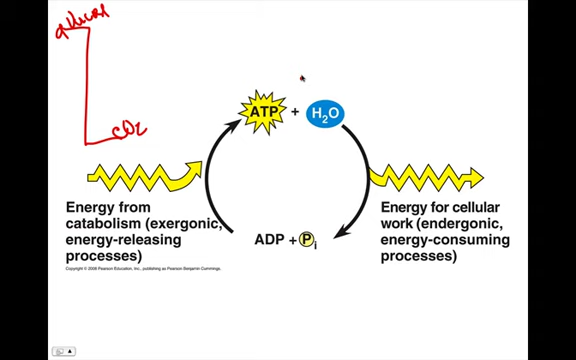 glucose
CO2
ATP + H2O
Energy from
catabolism (exergonic,
energy-releasing
processes)
ADP + Pi
Energy for cellular
work (endergonic,
energy-consuming
processes)
Copyright © 2008 Pearson Education, Inc., publishing as Pearson Benjamin Cummings.